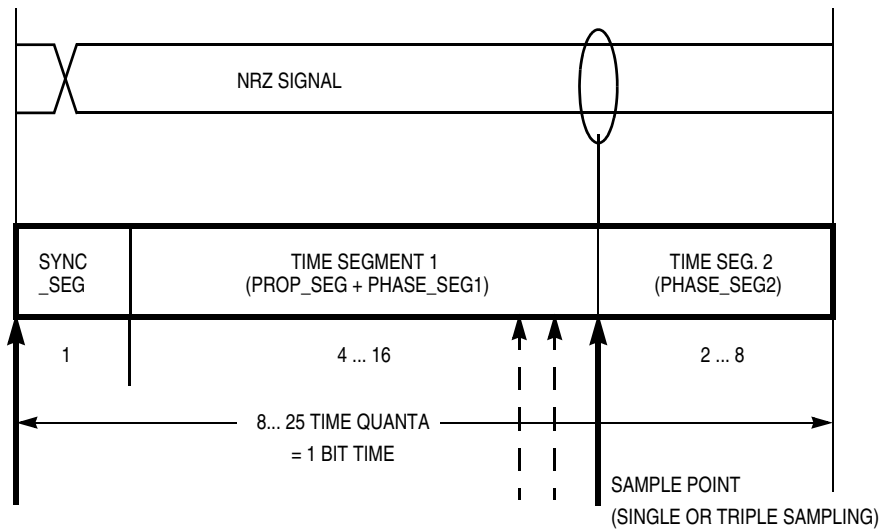 NRZ SIGNAL
SYNC
_SEG
TIME SEGMENT 1
(PROP_SEG + PHASE_SEG1)
TIME SEG. 2
(PHASE_SEG2)
1
4 ... 16
2 ... 8
8... 25 TIME QUANTA
= 1 BIT TIME
SAMPLE POINT
(SINGLE OR TRIPLE SAMPLING)